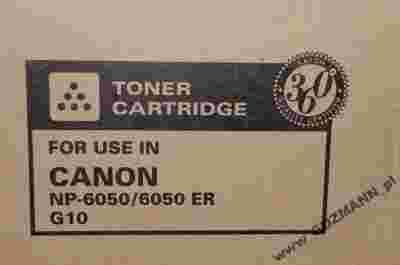 TONER
CARTRIDGE
360°
FOR USE IN
CANON
NP-6050/6050 ER
G10